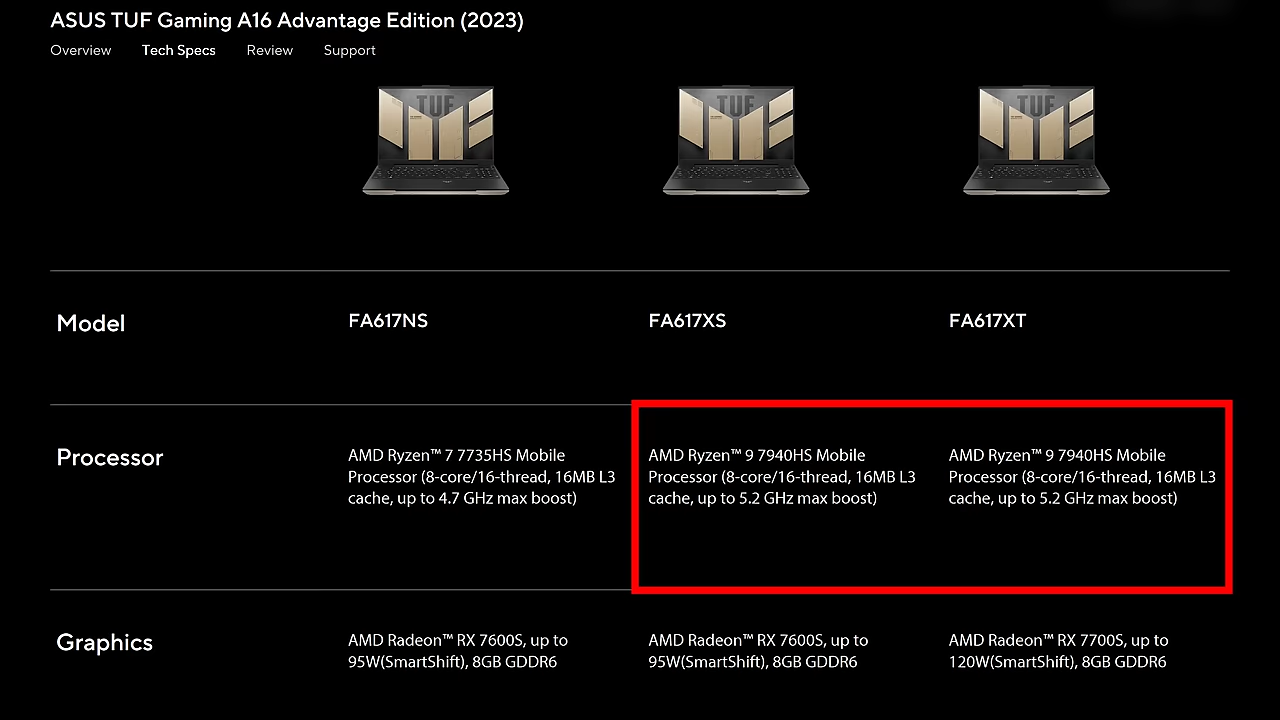 ASUS TUF Gaming A16 Advantage Edition (2023)
Overview Tech Specs Review Support
TUF TUF TUF
Model FA617NS FA617XS FA617XT
Processor
AMD Ryzen™ 7 7735HS Mobile
Processor (8-core/16-thread, 16MB L3
cache, up to 4.7 GHz max boost)
AMD Ryzen™ 9 7940HS Mobile
Processor (8-core/16-thread, 16MB L3
cache, up to 5.2 GHz max boost)
AMD Ryzen™ 9 7940HS Mobile
Processor (8-core/16-thread, 16MB L3
cache, up to 5.2 GHz max boost)
Graphics
AMD Radeon™ RX 7600S, up to
95W(SmartShift), 8GB GDDR6
AMD Radeon™ RX 7600S, up to
95W(SmartShift), 8GB GDDR6
AMD Radeon™ RX 7700S, up to
120W(SmartShift), 8GB GDDR6